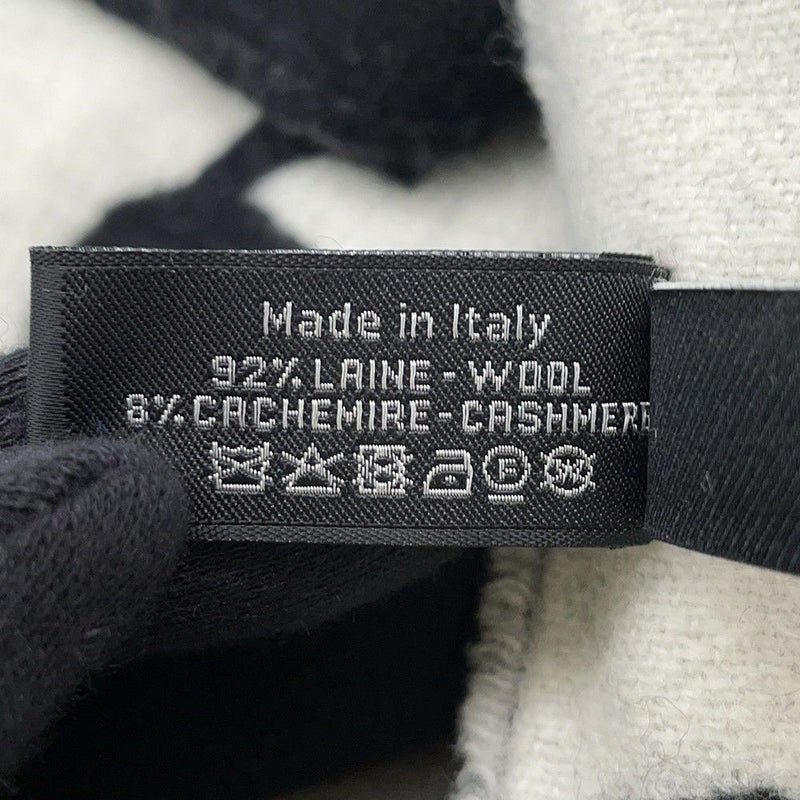 Made in Italy
92% LAINE - WOOL
8% CACHEMIRE - CASHMERE
F W